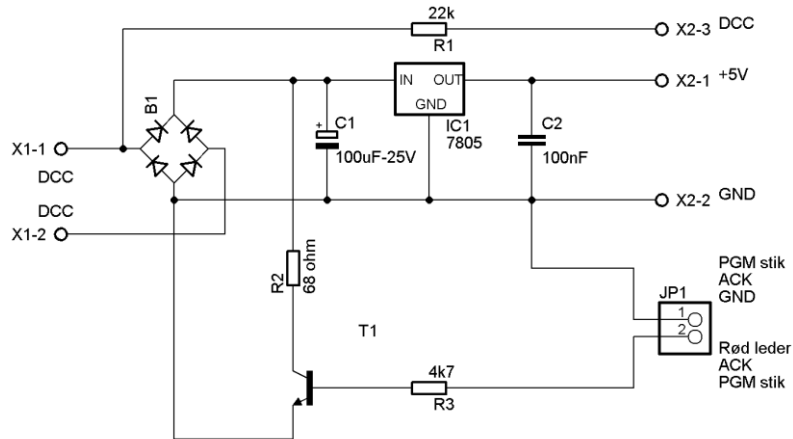 22k
R1
X2-3 DCC
B1
IN OUT
GND
IC1
7805
X2-1 +5V
+
C1
100uF-25V
C2
100nF
X1-1
DCC
DCC
X1-2
X2-2 GND
R2
68 ohm
T1
PGM stik
ACK
GND
JP1
1
2
Rød leder
ACK
PGM stik
4k7
R3